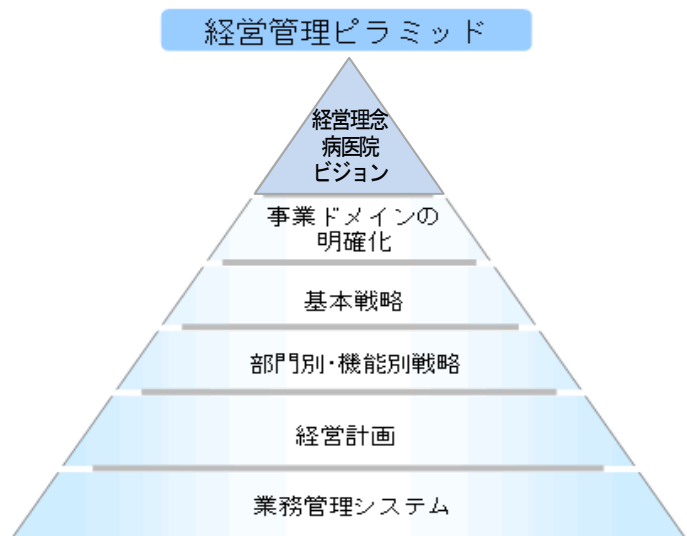 経営管理ピラミッド
経営理念
病医院
ビジョン
事業ドメインの
明確化
基本戦略
部門別･機能別戦略
経営計画
業務管理システム